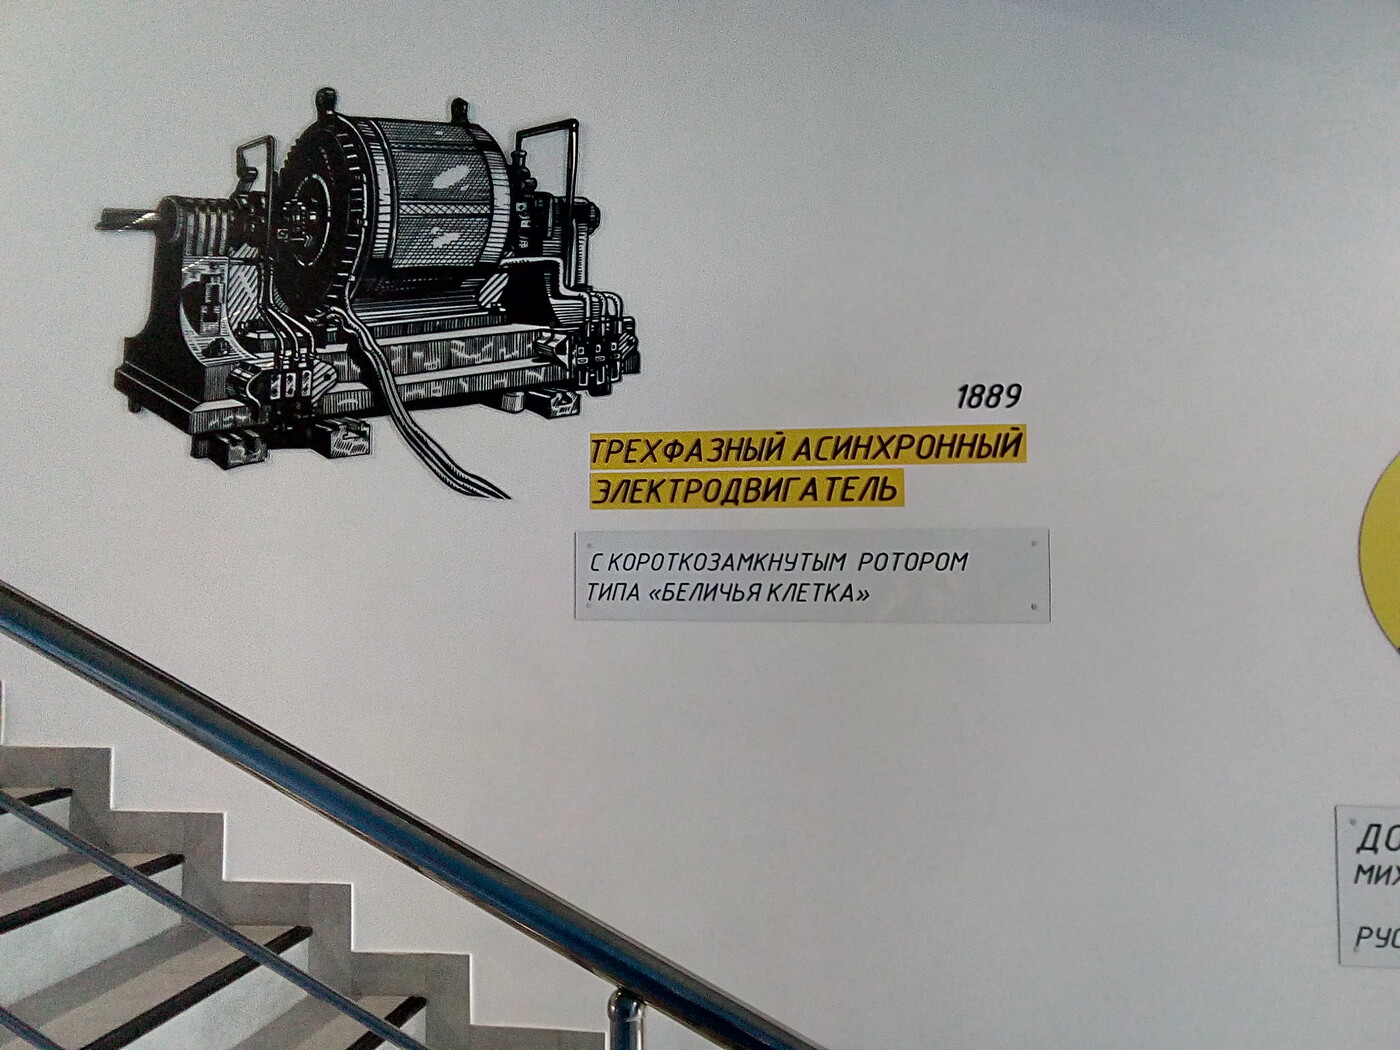 1889
ТРЕХФАЗНЫЙ АСИНХРОННЫЙ
ЭЛЕКТРОДВИГАТЕЛЬ
С КОРОТКОЗАМКНУТЫМ РОТОРОМ
ТИПА «БЕЛИЧЬЯ КЛЕТКА»